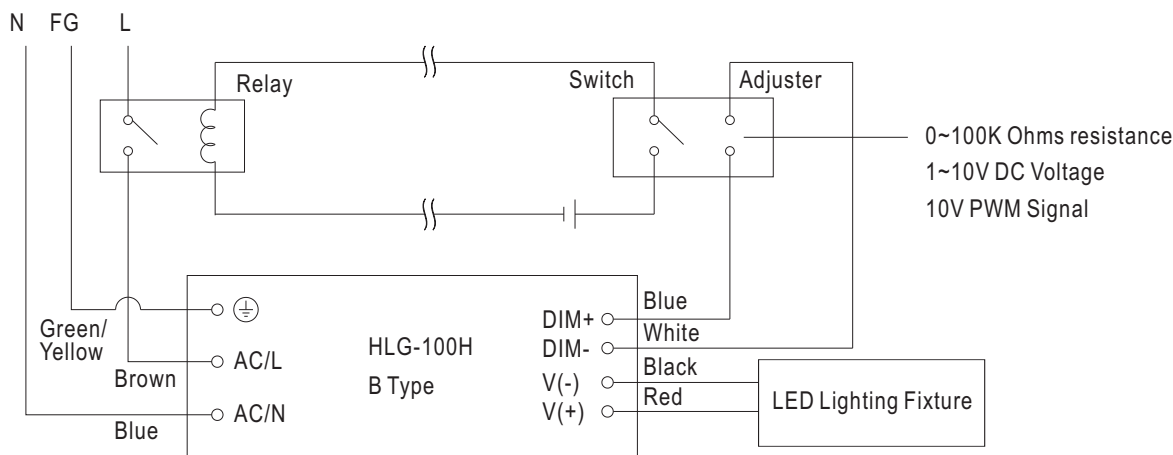 N FG L
Relay
Switch
Adjuster
0~100K Ohms resistance
1~10V DC Voltage
10V PWM Signal
Green/
Yellow
Brown
Blue
AC/L
AC/N
HLG-100H
B Type
DIM+
DIM-
V(-)
V(+)
Blue
White
Black
Red
LED Lighting Fixture